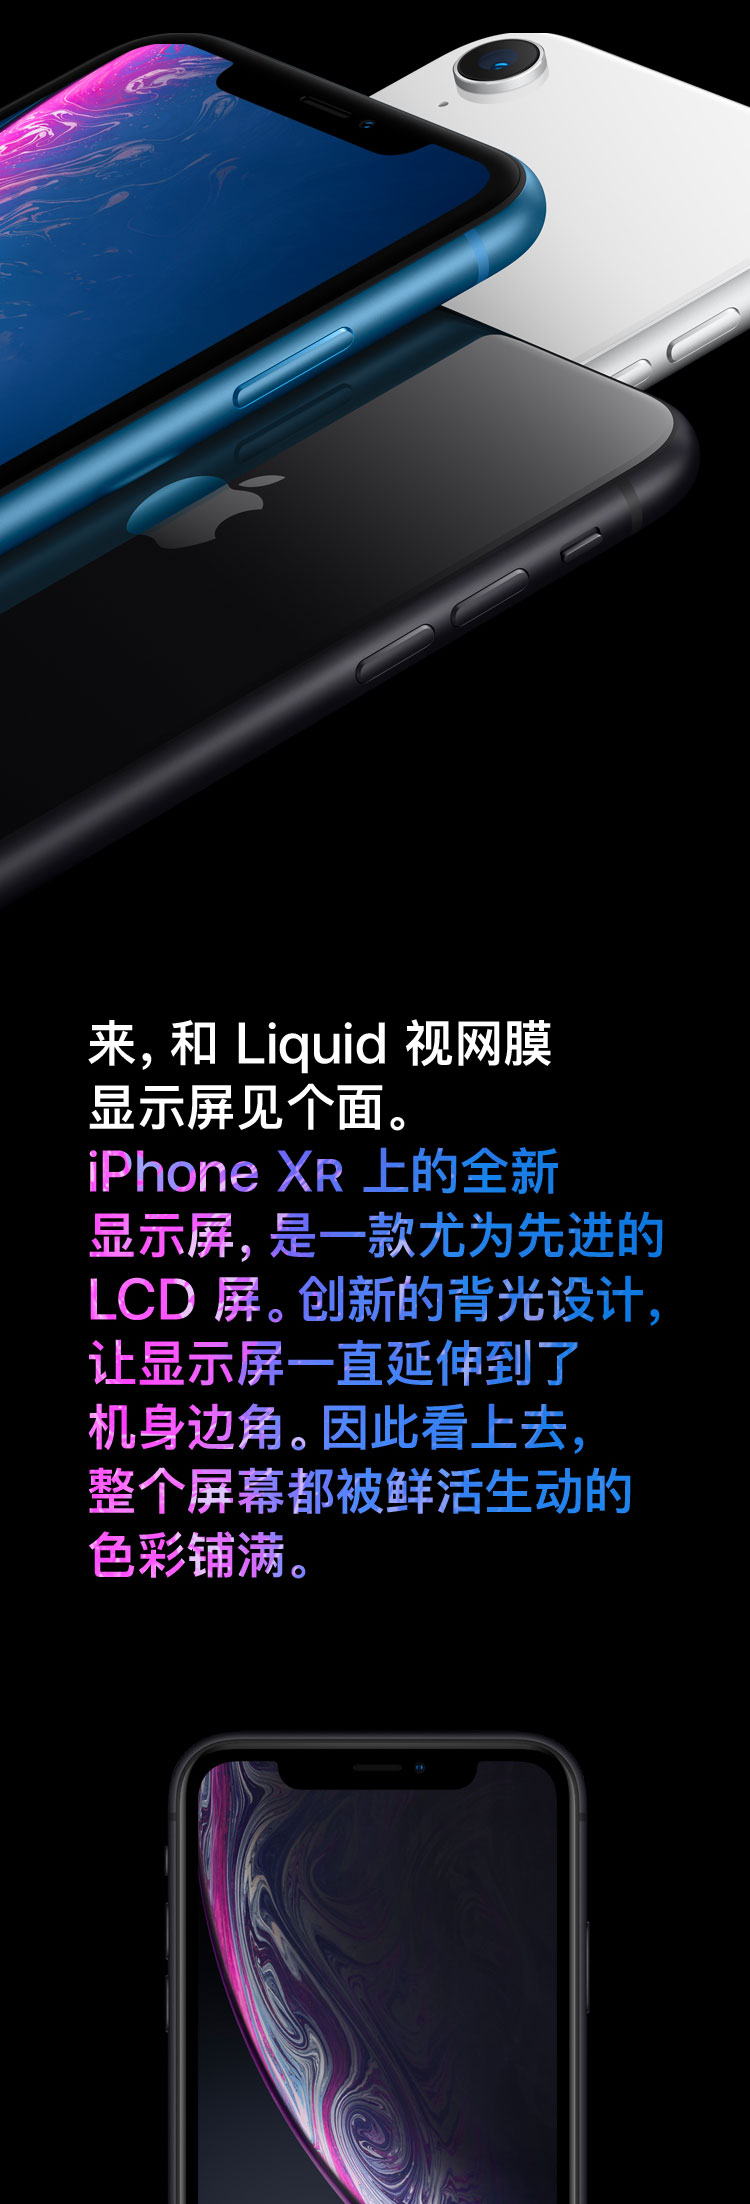 来，和 Liquid 视网膜
显示屏见个面。
iPhone XR 上的全新
显示屏，是一款尤为先进的
LCD 屏。创新的背光设计，
让显示屏一直延伸到了
机身边角。因此看上去，
整个屏幕都被鲜活生动的
色彩铺满。